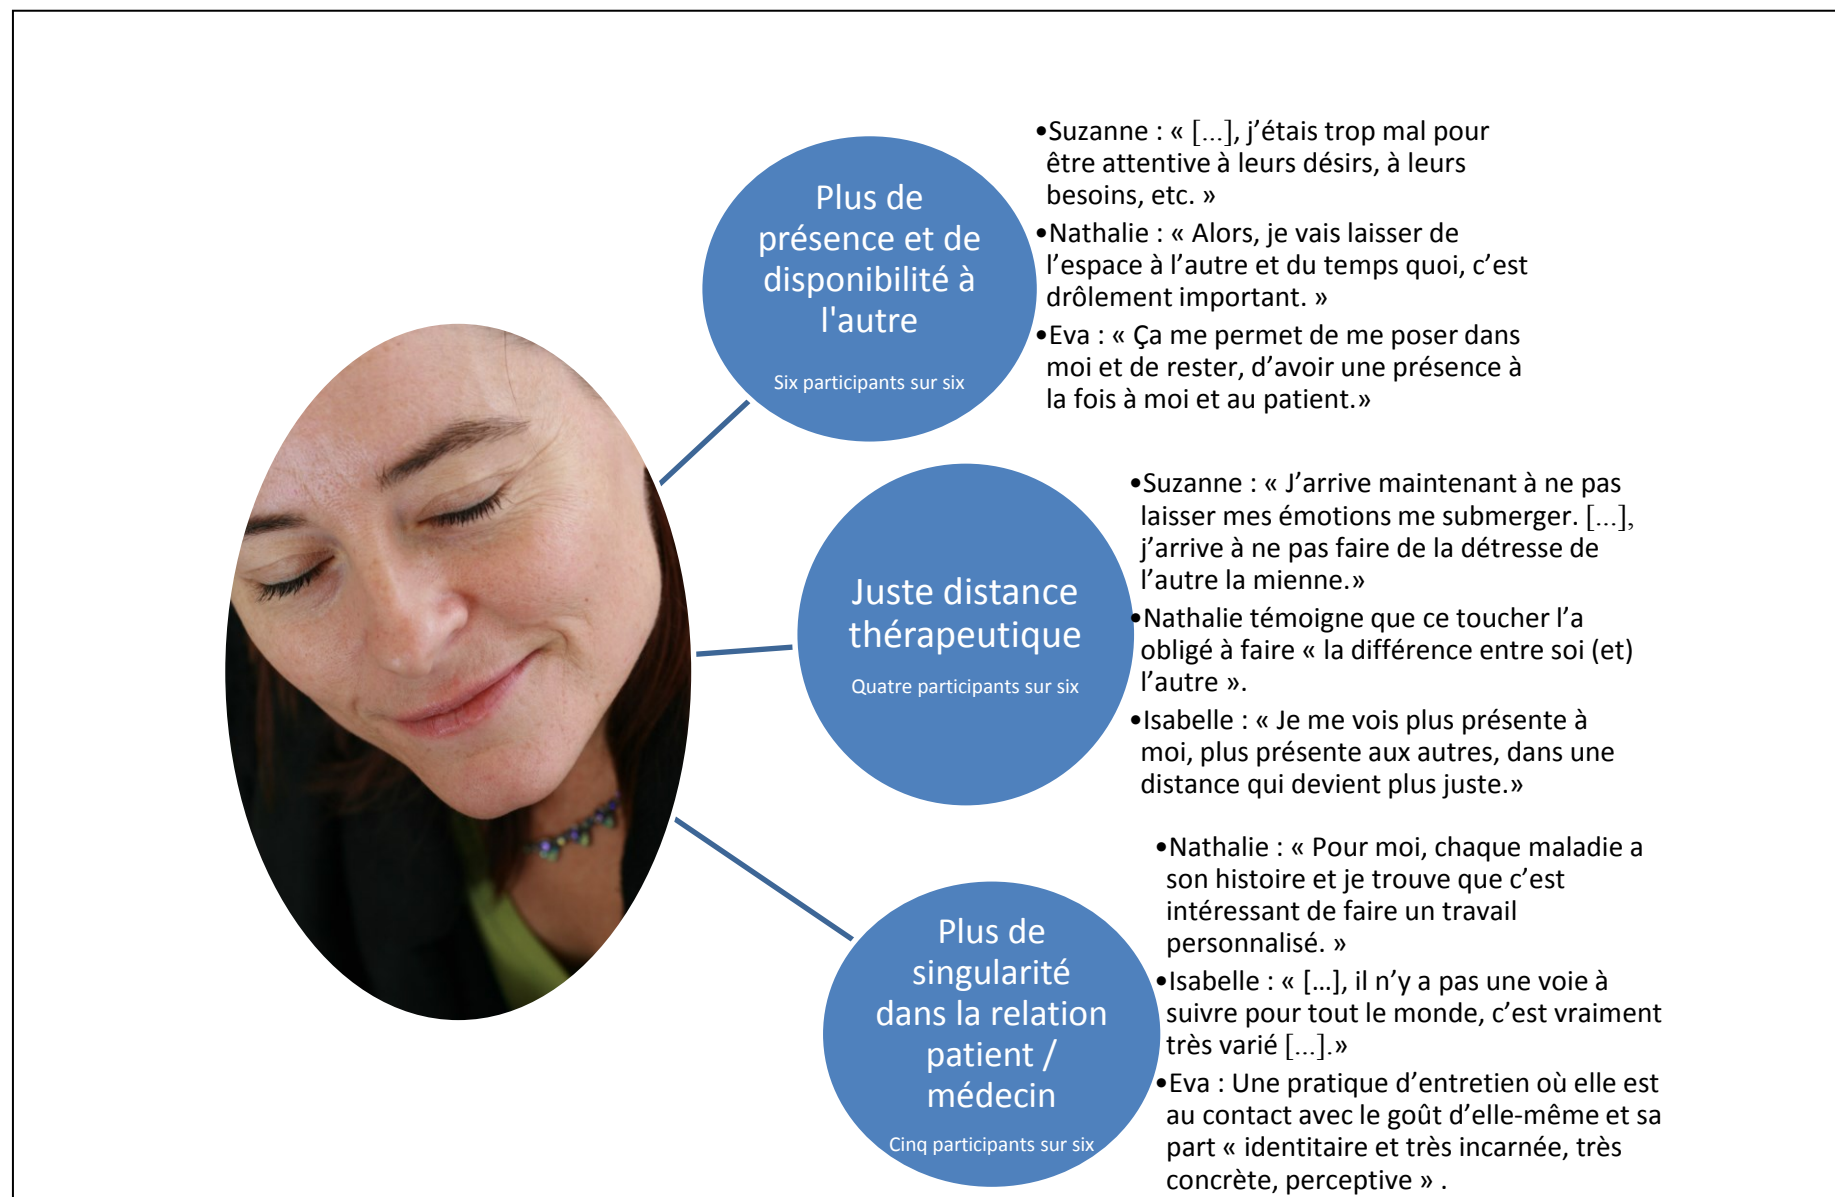 Plus de
présence et de
disponibilité à
l'autre
Six participants sur six
•Suzanne : « [...], j’étais trop mal pour
être attentive à leurs désirs, à leurs
besoins, etc. »
•Nathalie : « Alors, je vais laisser de
l’espace à l’autre et du temps quoi, c’est
drôlement important. »
•Eva : « Ça me permet de me poser dans
moi et de rester, d’avoir une présence à
la fois à moi et au patient.»
Juste distance
thérapeutique
Quatre participants sur six
•Suzanne : « J’arrive maintenant à ne pas
laisser mes émotions me submerger. [...],
j’arrive à ne pas faire de la détresse de
l’autre la mienne.»
•Nathalie témoigne que ce toucher l’a
obligé à faire « la différence entre soi (et)
l’autre ».
•Isabelle : « Je me vois plus présente à
moi, plus présente aux autres, dans une
distance qui devient plus juste.»
Plus de
singularité
dans la relation
patient /
médecin
Cinq participants sur six
•Nathalie : « Pour moi, chaque maladie a
son histoire et je trouve que c’est
intéressant de faire un travail
personnalisé. »
•Isabelle : « […], il n’y a pas une voie à
suivre pour tout le monde, c’est vraiment
très varié [...].»
•Eva : Une pratique d’entretien où elle est
au contact avec le goût d’elle-même et sa
part « identitaire et très incarnée, très
concrète, perceptive » .